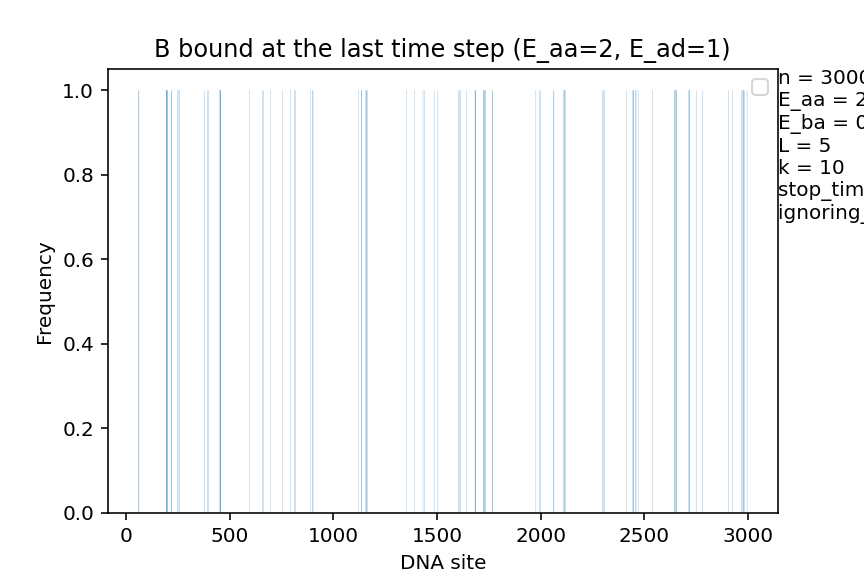 B bound at the last time step (E_aa=2, E_ad=1)
n = 3000
E_aa = 2
E_ba = 0
L = 5
k = 10
stop_tim
ignoring_
1.0
0.8
0.6
0.4
0.2
0.0
Frequency
0 500 1000 1500 2000 2500 3000
DNA site